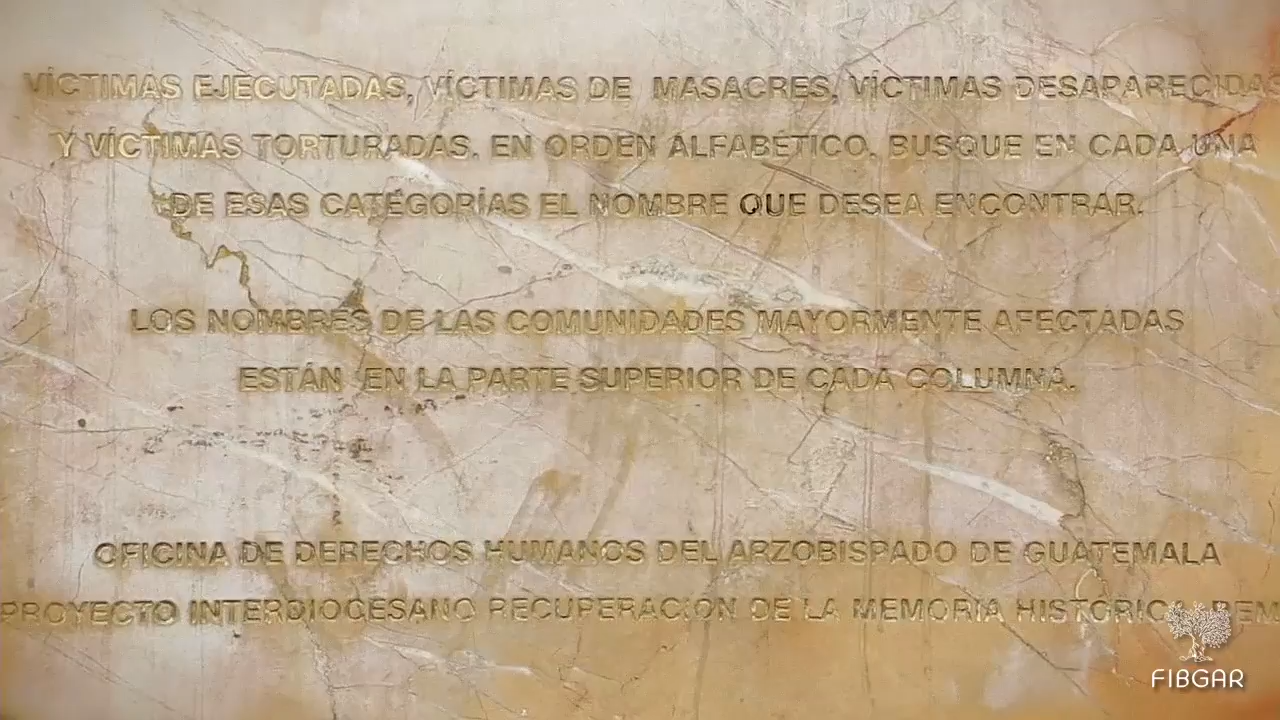 VÍCTIMAS EJECUTADAS, VÍCTIMAS DE MASACRES, VÍCTIMAS DESAPARECIDAS
Y VÍCTIMAS TORTURADAS. EN ORDEN ALFABÉTICO. BUSQUE EN CADA UNA
DE ESAS CATEGORÍAS EL NOMBRE QUE DESEA ENCONTRAR.
LOS NOMBRES DE LAS COMUNIDADES MAYORMENTE AFECTADAS
ESTÁN EN LA PARTE SUPERIOR DE CADA COLUMNA.
OFICINA DE DERECHOS HUMANOS DEL ARZOBISPADO DE GUATEMALA
PROYECTO INTERDIOCESANO RECUPERACIÓN DE LA MEMORIA HISTÓRICA
FIBGAR